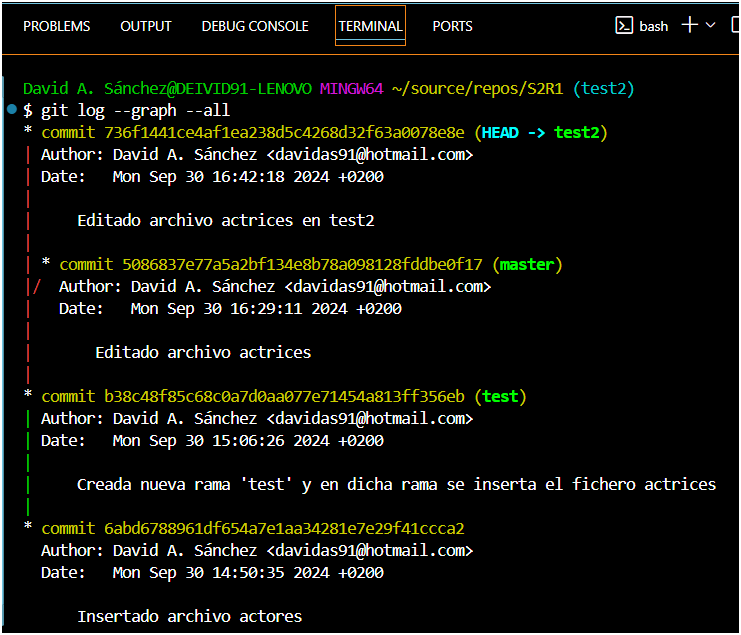 PROBLEMS OUTPUT DEBUG CONSOLE TERMINAL PORTS bash
David A. Sánchez@DEIVID91-LENOVO MINGW64 ~/source/repos/S2R1 (test2)
$ git log --graph --all
* commit 736f1441ce4af1ea238d5c4268d32f63a0078e8e (HEAD -> test2)
| Author: David A. Sánchez <davidas91@hotmail.com>
| Date:   Mon Sep 30 16:42:18 2024 +0200
|
|     Editado archivo actrices en test2
|
| * commit 5086837e77a5a2bf134e8b78a098128fddbe0f17 (master)
|/  Author: David A. Sánchez <davidas91@hotmail.com>
|   Date:   Mon Sep 30 16:29:11 2024 +0200
|
|       Editado archivo actrices
|
* commit b38c48f85c68c0a7d0aa077e71454a813ff356eb (test)
| Author: David A. Sánchez <davidas91@hotmail.com>
| Date:   Mon Sep 30 15:06:26 2024 +0200
|
|     Creada nueva rama 'test' y en dicha rama se inserta el fichero actrices
|
* commit 6abd6788961df654a7e1aa34281e7e29f41ccca2
  Author: David A. Sánchez <davidas91@hotmail.com>
  Date:   Mon Sep 30 14:50:35 2024 +0200
      Insertado archivo actores